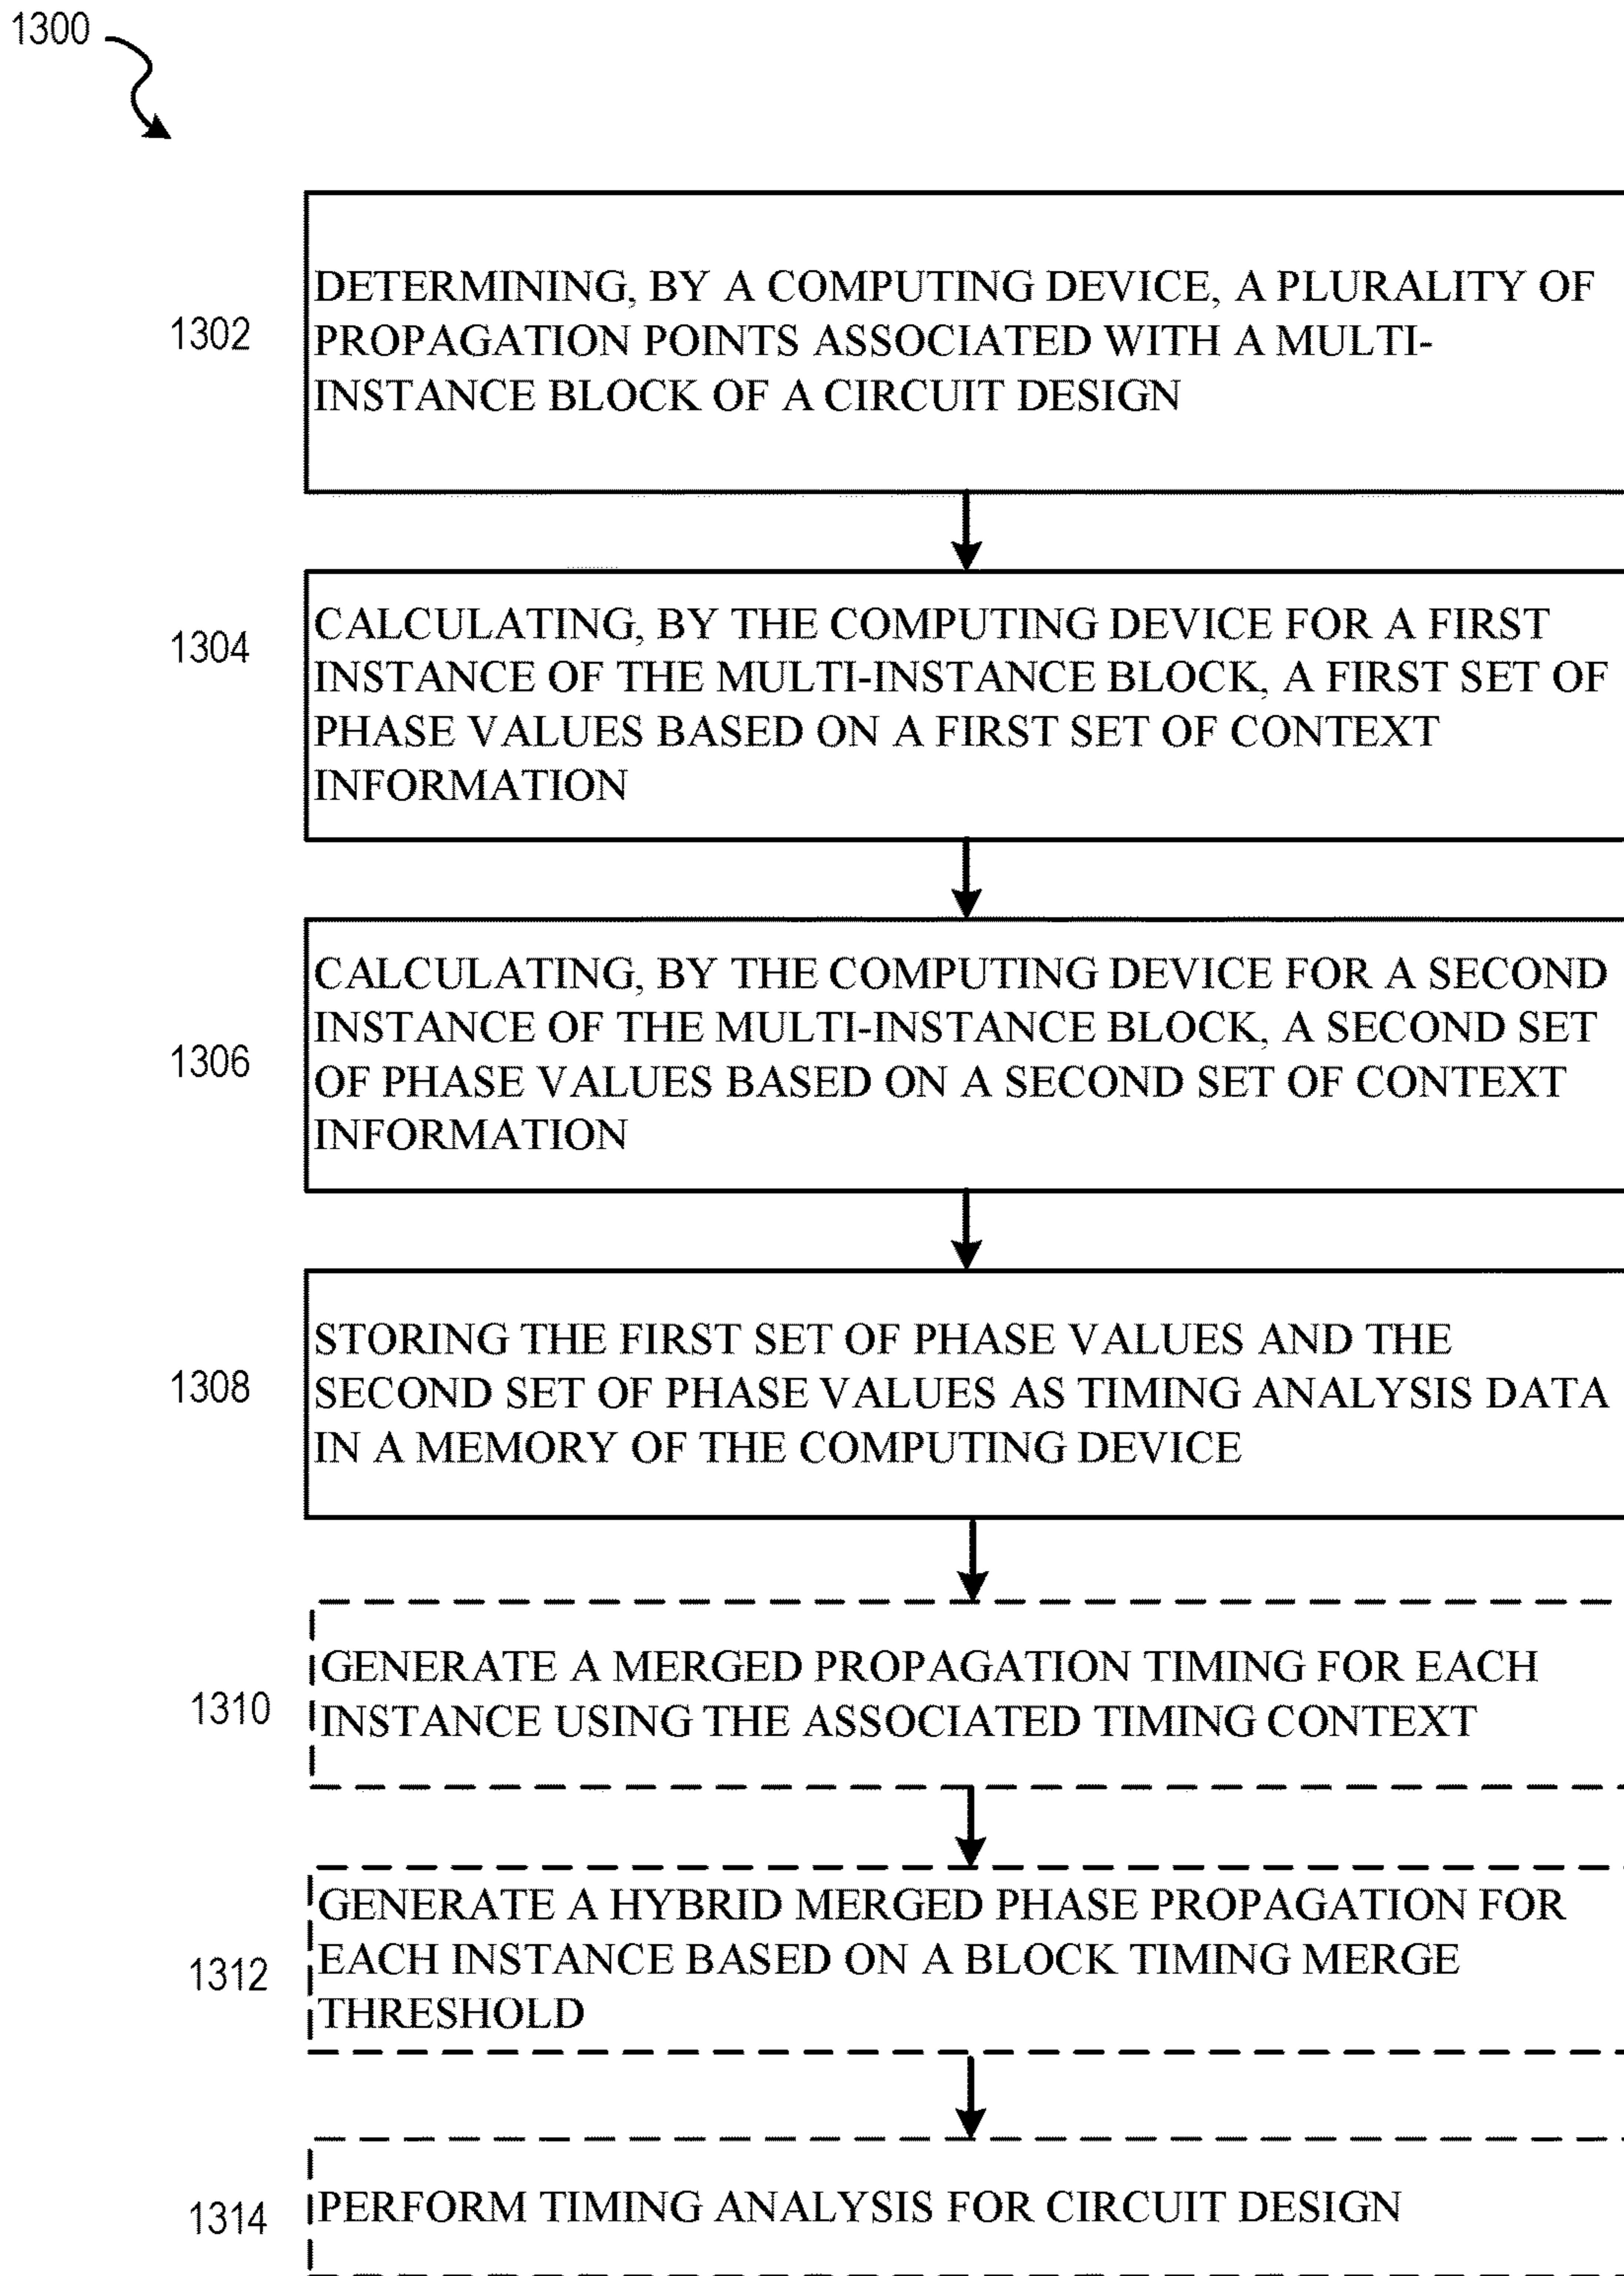 1300
1302
DETERMINING, BY A COMPUTING DEVICE, A PLURALITY OF
PROPAGATION POINTS ASSOCIATED WITH A MULTI-
INSTANCE BLOCK OF A CIRCUIT DESIGN
1304
CALCULATING, BY THE COMPUTING DEVICE FOR A FIRST
INSTANCE OF THE MULTI-INSTANCE BLOCK, A FIRST SET OF
PHASE VALUES BASED ON A FIRST SET OF CONTEXT
INFORMATION
1306
CALCULATING, BY THE COMPUTING DEVICE FOR A SECOND
INSTANCE OF THE MULTI-INSTANCE BLOCK, A SECOND SET
OF PHASE VALUES BASED ON A SECOND SET OF CONTEXT
INFORMATION
1308
STORING THE FIRST SET OF PHASE VALUES AND THE
SECOND SET OF PHASE VALUES AS TIMING ANALYSIS DATA
IN A MEMORY OF THE COMPUTING DEVICE
1310
GENERATE A MERGED PROPAGATION TIMING FOR EACH
INSTANCE USING THE ASSOCIATED TIMING CONTEXT
1312
GENERATE A HYBRID MERGED PHASE PROPAGATION FOR
EACH INSTANCE BASED ON A BLOCK TIMING MERGE
THRESHOLD
1314
PERFORM TIMING ANALYSIS FOR CIRCUIT DESIGN